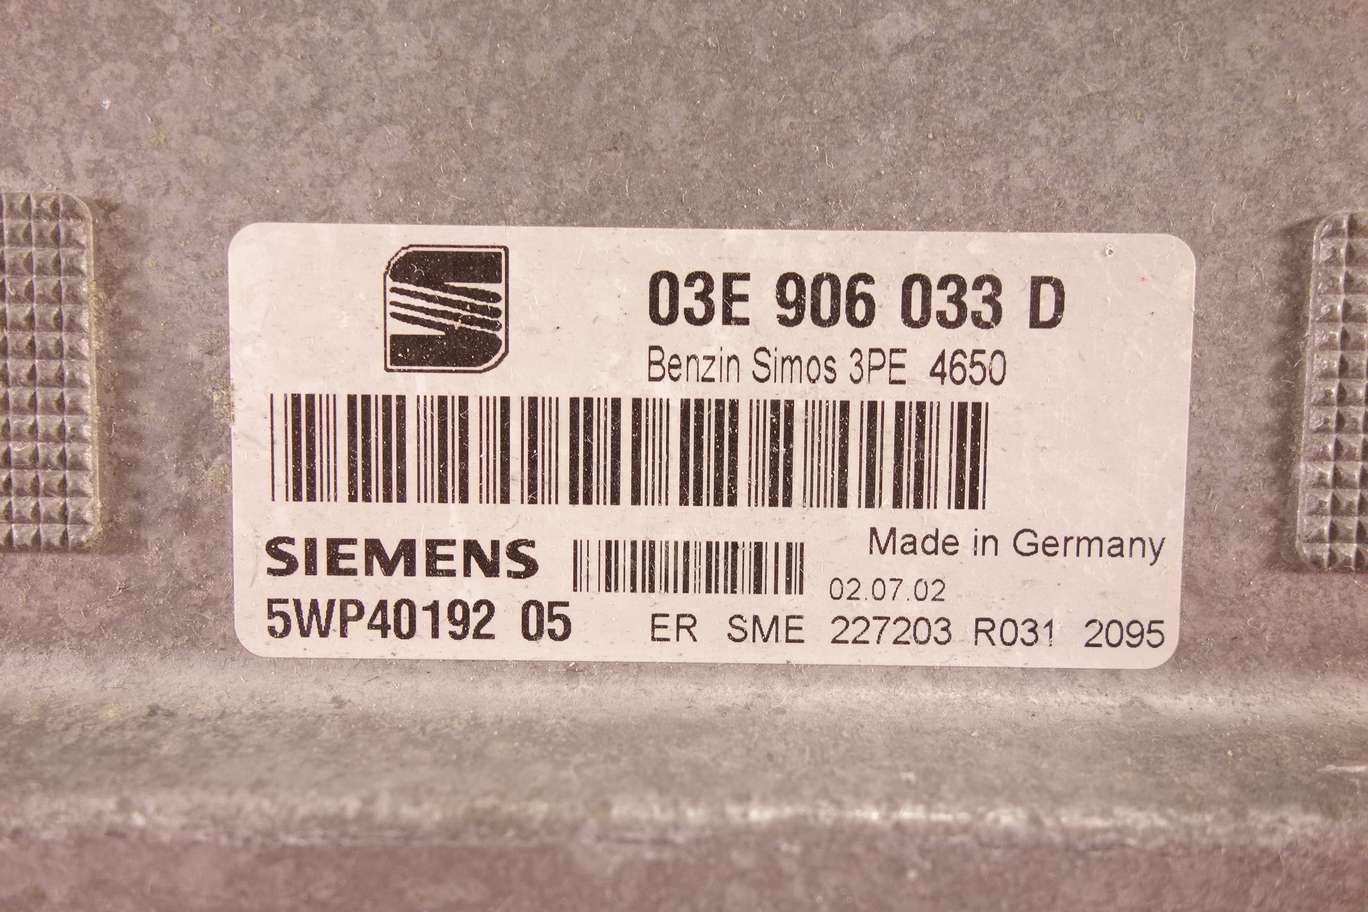 03E 906 033 D
Benzin Simos 3PE 4650
SIEMENS
Made in Germany
5WP40192 05
02.07.02
ER SME 227203 R031 2095